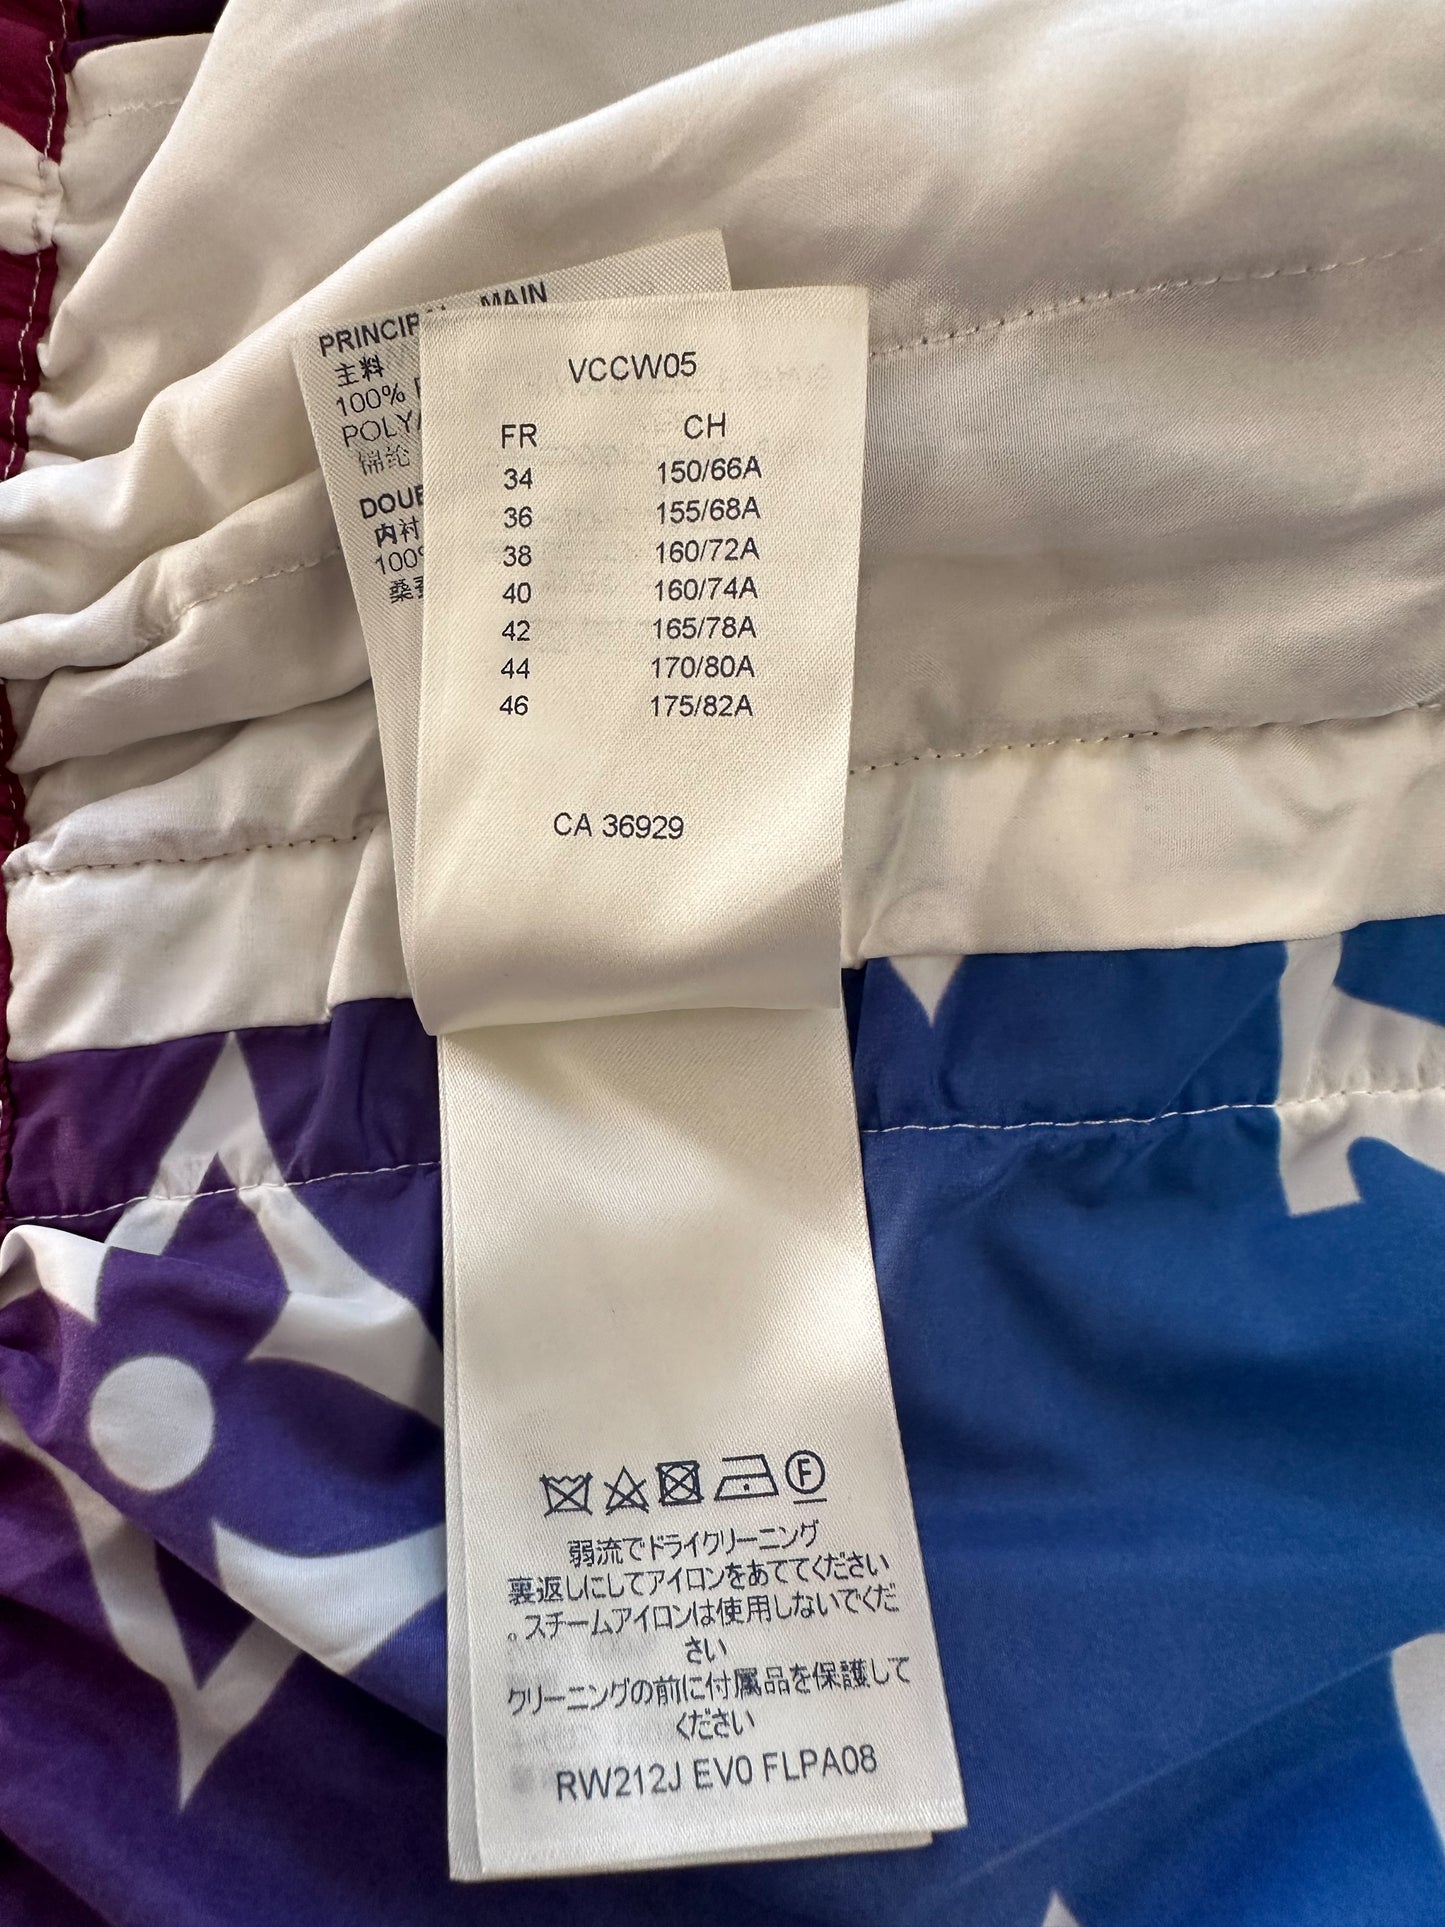 PRINCIPAL MAIN
主料
100%
锦纶
内衬
VCCW05
FR CH
34 150/66A
36 155/68A
38 160/72A
40 160/74A
42 165/78A
44 170/80A
46 175/82A
CA 36929
F
弱流でドライクリーニング
裏返しにしてアイロンをあててください
。スチームアイロンは使用しないでくだ
さい
クリーニングの前に付属品を保護して
ください
RW212J EV0 FLPA08